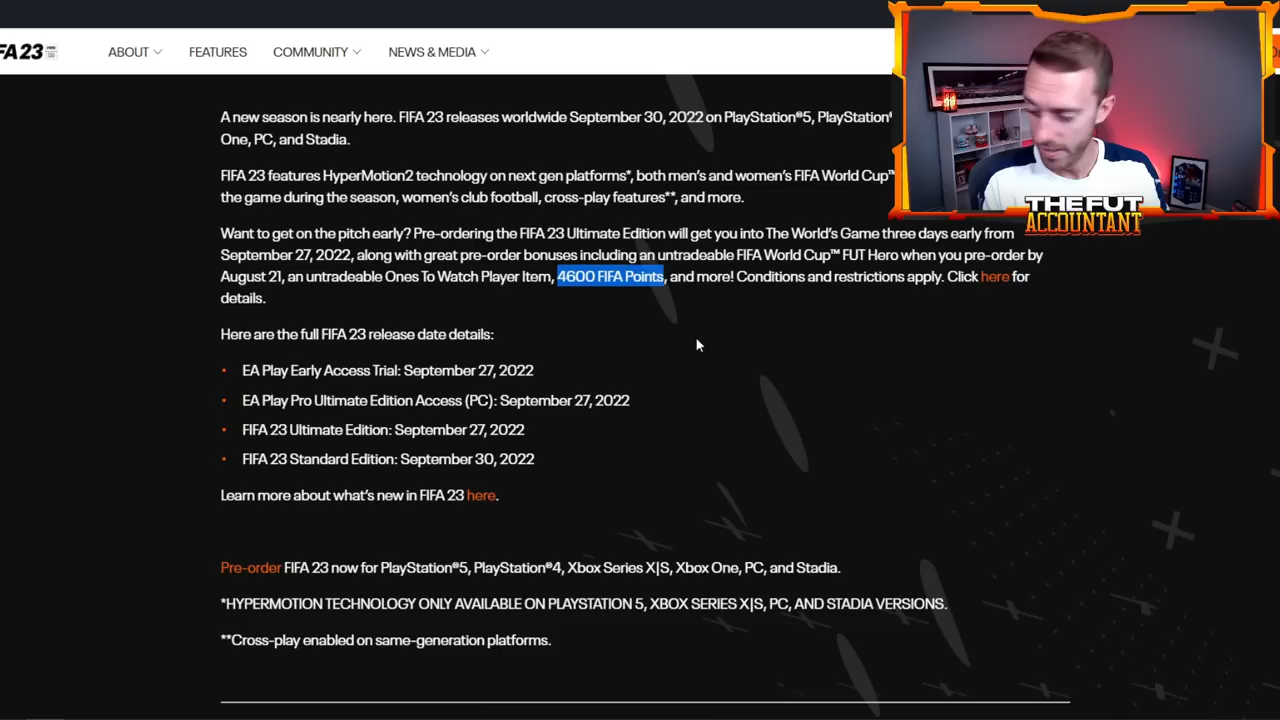 FA 23
ABOUT
FEATURES
COMMUNITY
NEWS & MEDIA
A new season is nearly here. FIFA 23 releases worldwide September 30, 2022 on PlayStation®5, PlayStation®
One, PC, and Stadia.
FIFA 23 features HyperMotion2 technology on next gen platforms*, both men's and women's FIFA World Cup™
the game during the season, women's club football, cross-play features**, and more.
Want to get on the pitch early? Pre-ordering the FIFA 23 Ultimate Edition will get you into The World's Game three days early from
September 27, 2022, along with great pre-order bonuses including an untradeable FIFA World Cup™ FUT Hero when you pre-order by
August 21, an untradeable Ones To Watch Player Item, 4600 FIFA Points, and more! Conditions and restrictions apply. Click here for
details.
Here are the full FIFA 23 release date details:
• EA Play Early Access Trial: September 27, 2022
• EA Play Pro Ultimate Edition Access (PC): September 27, 2022
• FIFA 23 Ultimate Edition: September 27, 2022
• FIFA 23 Standard Edition: September 30, 2022
Learn more about what's new in FIFA 23 here.
Pre-order FIFA 23 now for PlayStation®5, PlayStation®4, Xbox Series X|S, Xbox One, PC, and Stadia.
*HYPERMOTION TECHNOLOGY ONLY AVAILABLE ON PLAYSTATION 5, XBOX SERIES X|S, PC, AND STADIA VERSIONS.
**Cross-play enabled on same-generation platforms.
THE FUT
ACCOUNTANT